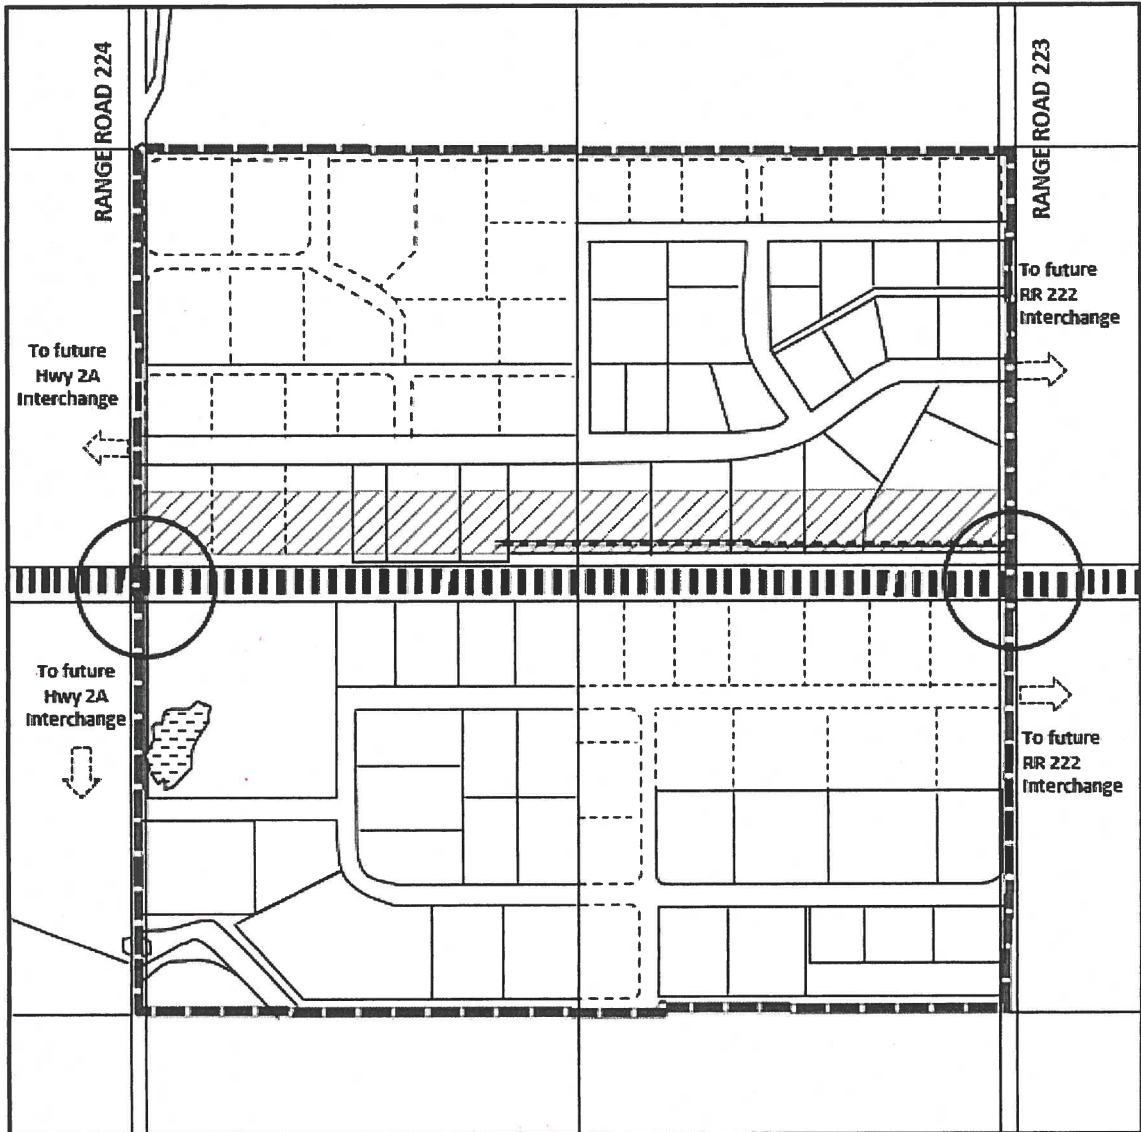 RANGE ROAD 224
RANGE ROAD 223
To future
RR 222
Interchange
To future
Hwy 2A
Interchange
To future
Hwy 2A
Interchange
To future
RR 222
Interchange